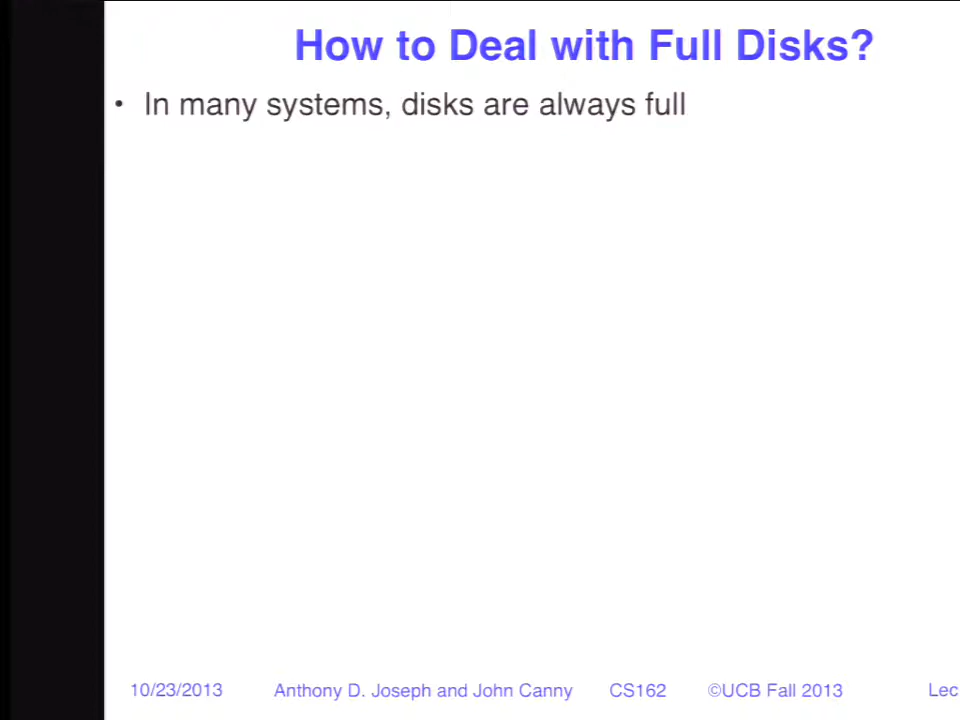 How to Deal with Full Disks?
• In many systems, disks are always full
10/23/2013 Anthony D. Joseph and John Canny CS162 ©UCB Fall 2013 Lec